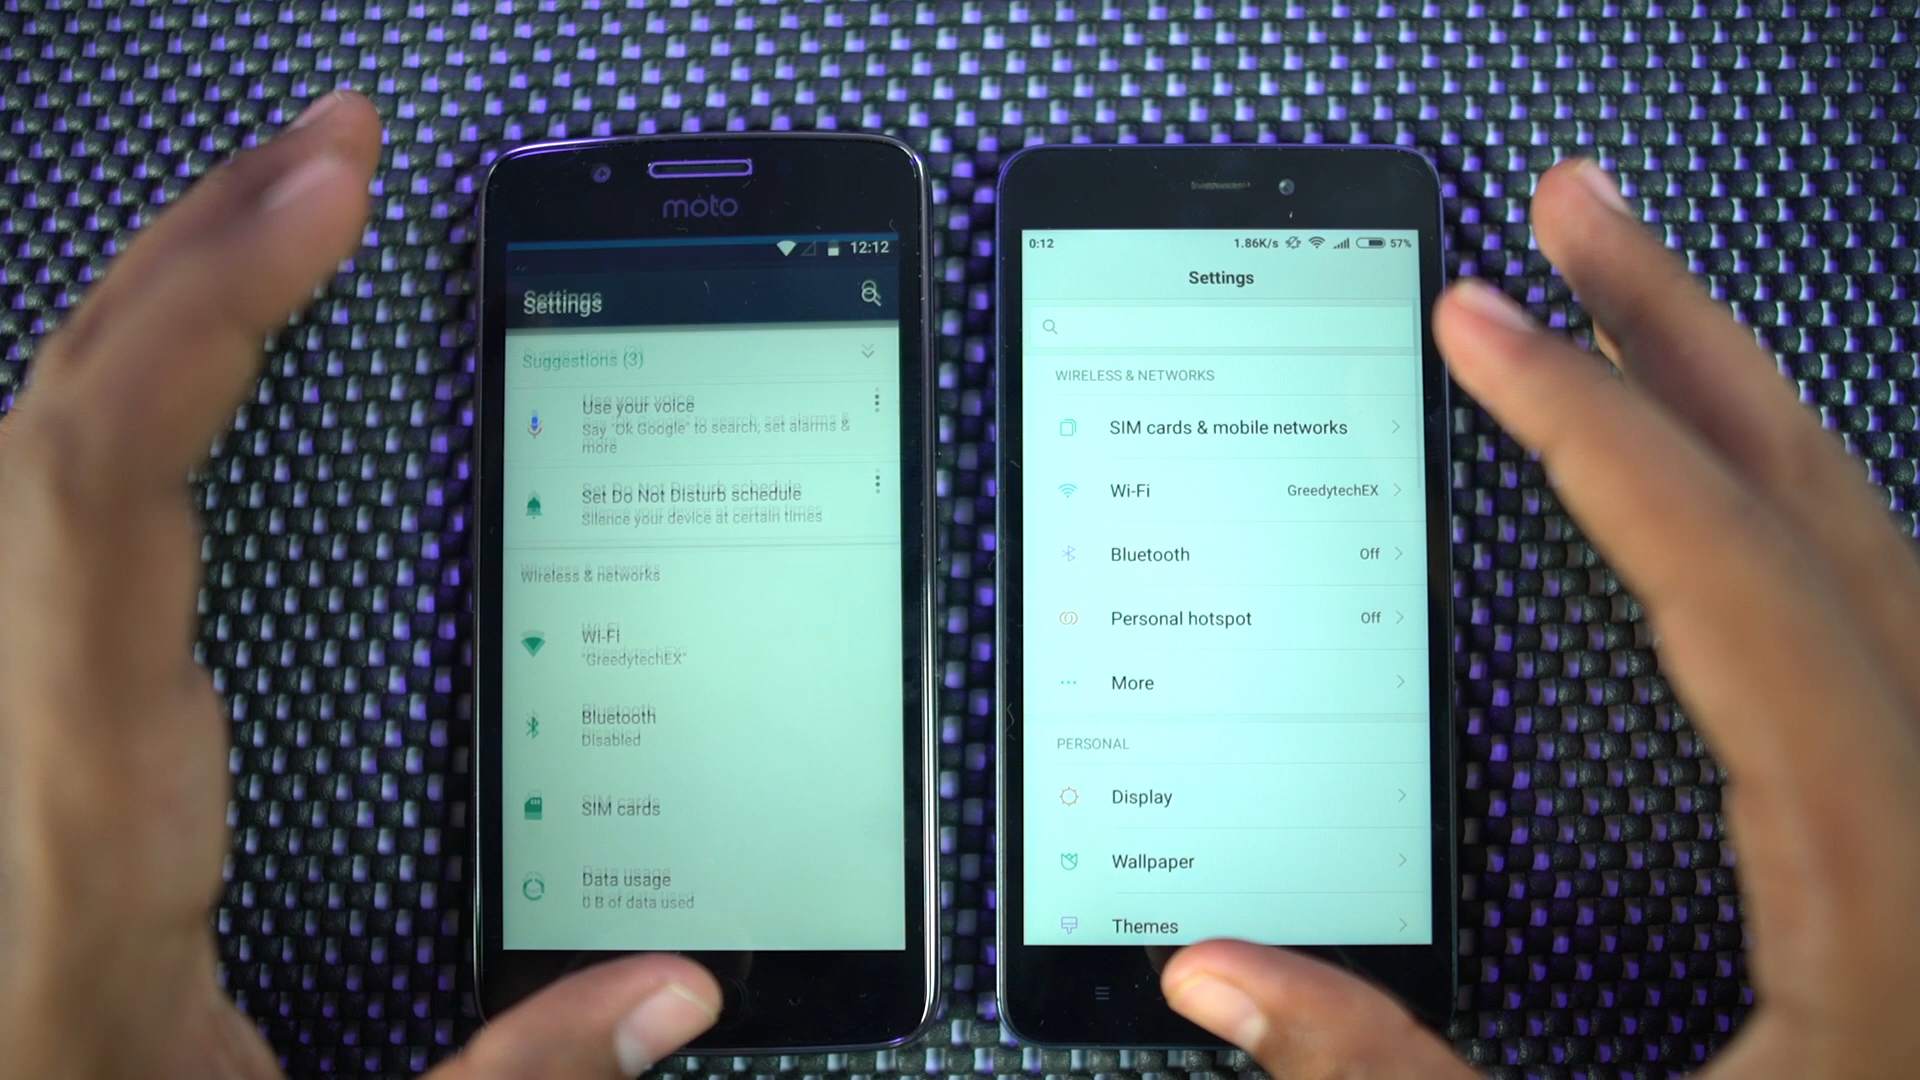 moto
12:12
Settings
Suggestions (3)
Use your voice
Say "Ok Google" to search, set alarms &
more
Set Do Not Disturb schedule
Silence your device at certain times
Wireless & networks
Wi-Fi
"GreedytechEX"
Bluetooth
Disabled
SIM cards
Data usage
0 B of data used
0:12 1.86K/s 57%
Settings
WIRELESS & NETWORKS
SIM cards & mobile networks
Wi-Fi GreedytechEX
Bluetooth Off
Personal hotspot Off
More
PERSONAL
Display
Wallpaper
Themes